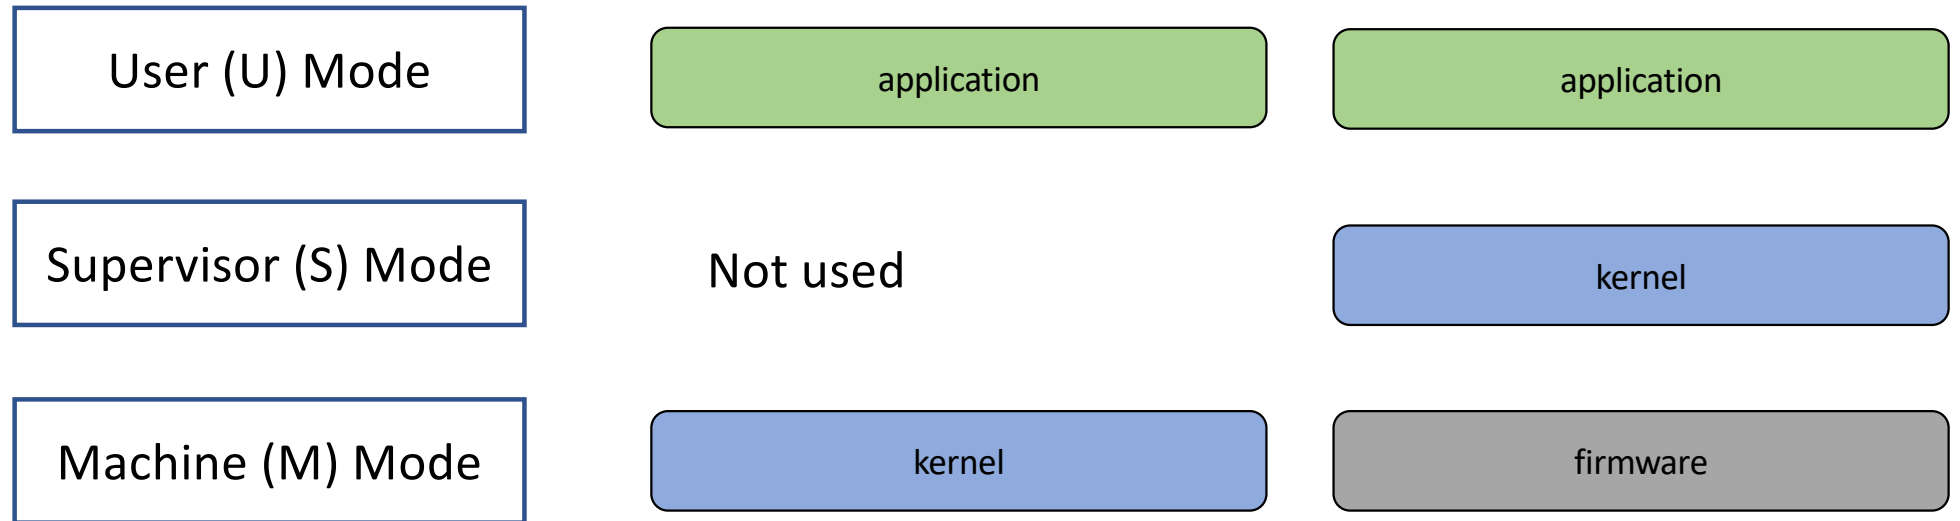 User (U) Mode
application
application
Supervisor (S) Mode
Not used
kernel
Machine (M) Mode
kernel
firmware